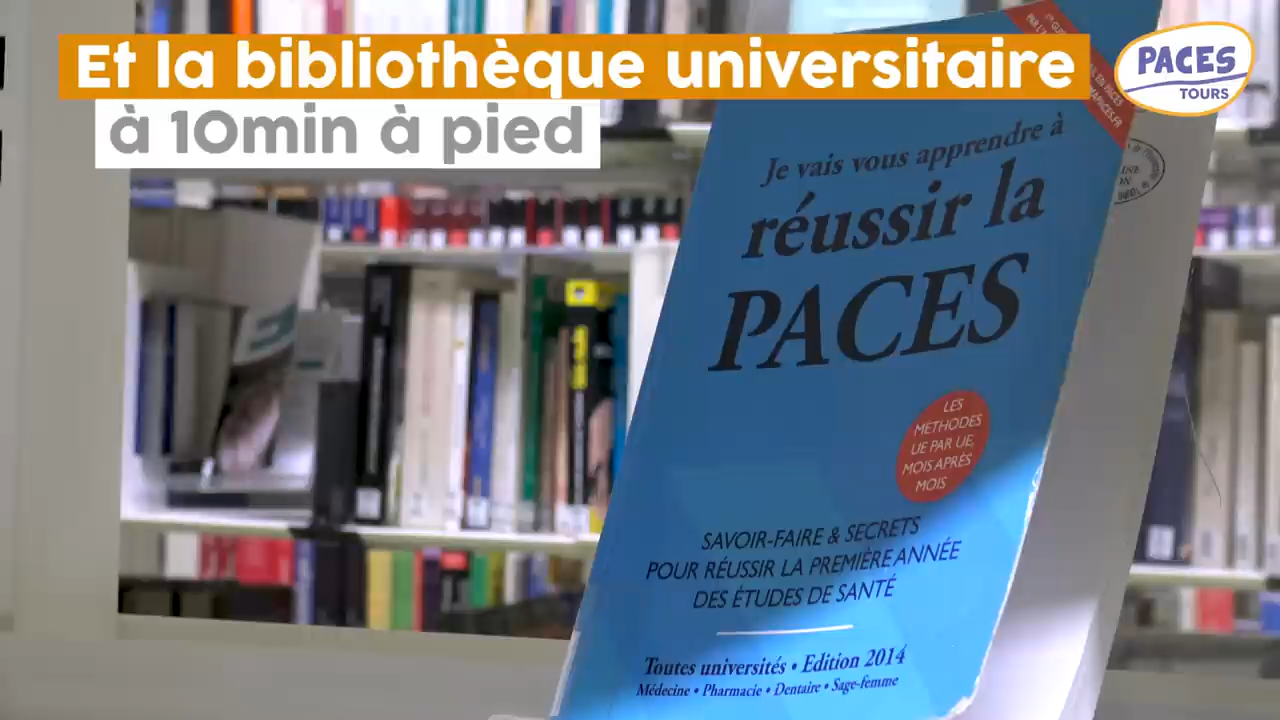 Et la bibliothèque universitaire
à 10min à pied
PACES
TOURS
Je vais vous apprendre à
réussir la
PACES
LES
MÉTHODES
UE PAR UE,
MOIS APRÈS
MOIS
SAVOIR-FAIRE & SECRETS
POUR RÉUSSIR LA PREMIÈRE ANNÉE
DES ÉTUDES DE SANTÉ
Toutes universités • Edition 2014
Médecine • Pharmacie • Dentaire • Sage-femme